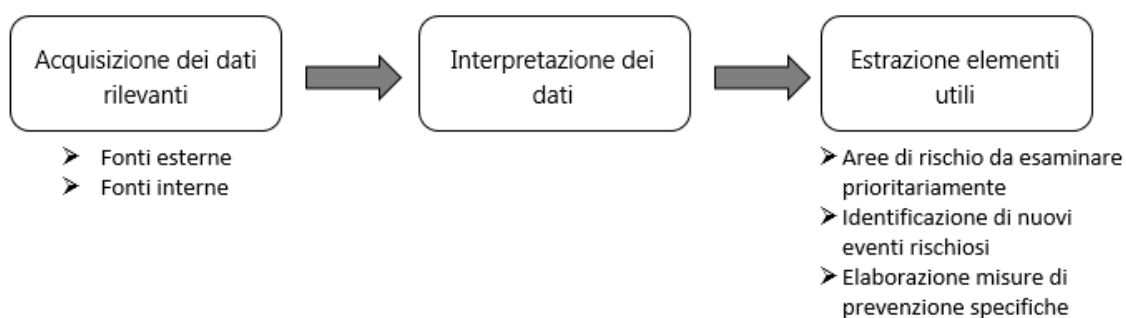 Acquisizione dei dati
rilevanti
➢ Fonti esterne
➢ Fonti interne
Interpretazione dei
dati
Estrazione elementi
utili
➢ Aree di rischio da esaminare
prioritariamente
➢ Identificazione di nuovi
eventi rischiosi
➢ Elaborazione misure di
prevenzione specifiche